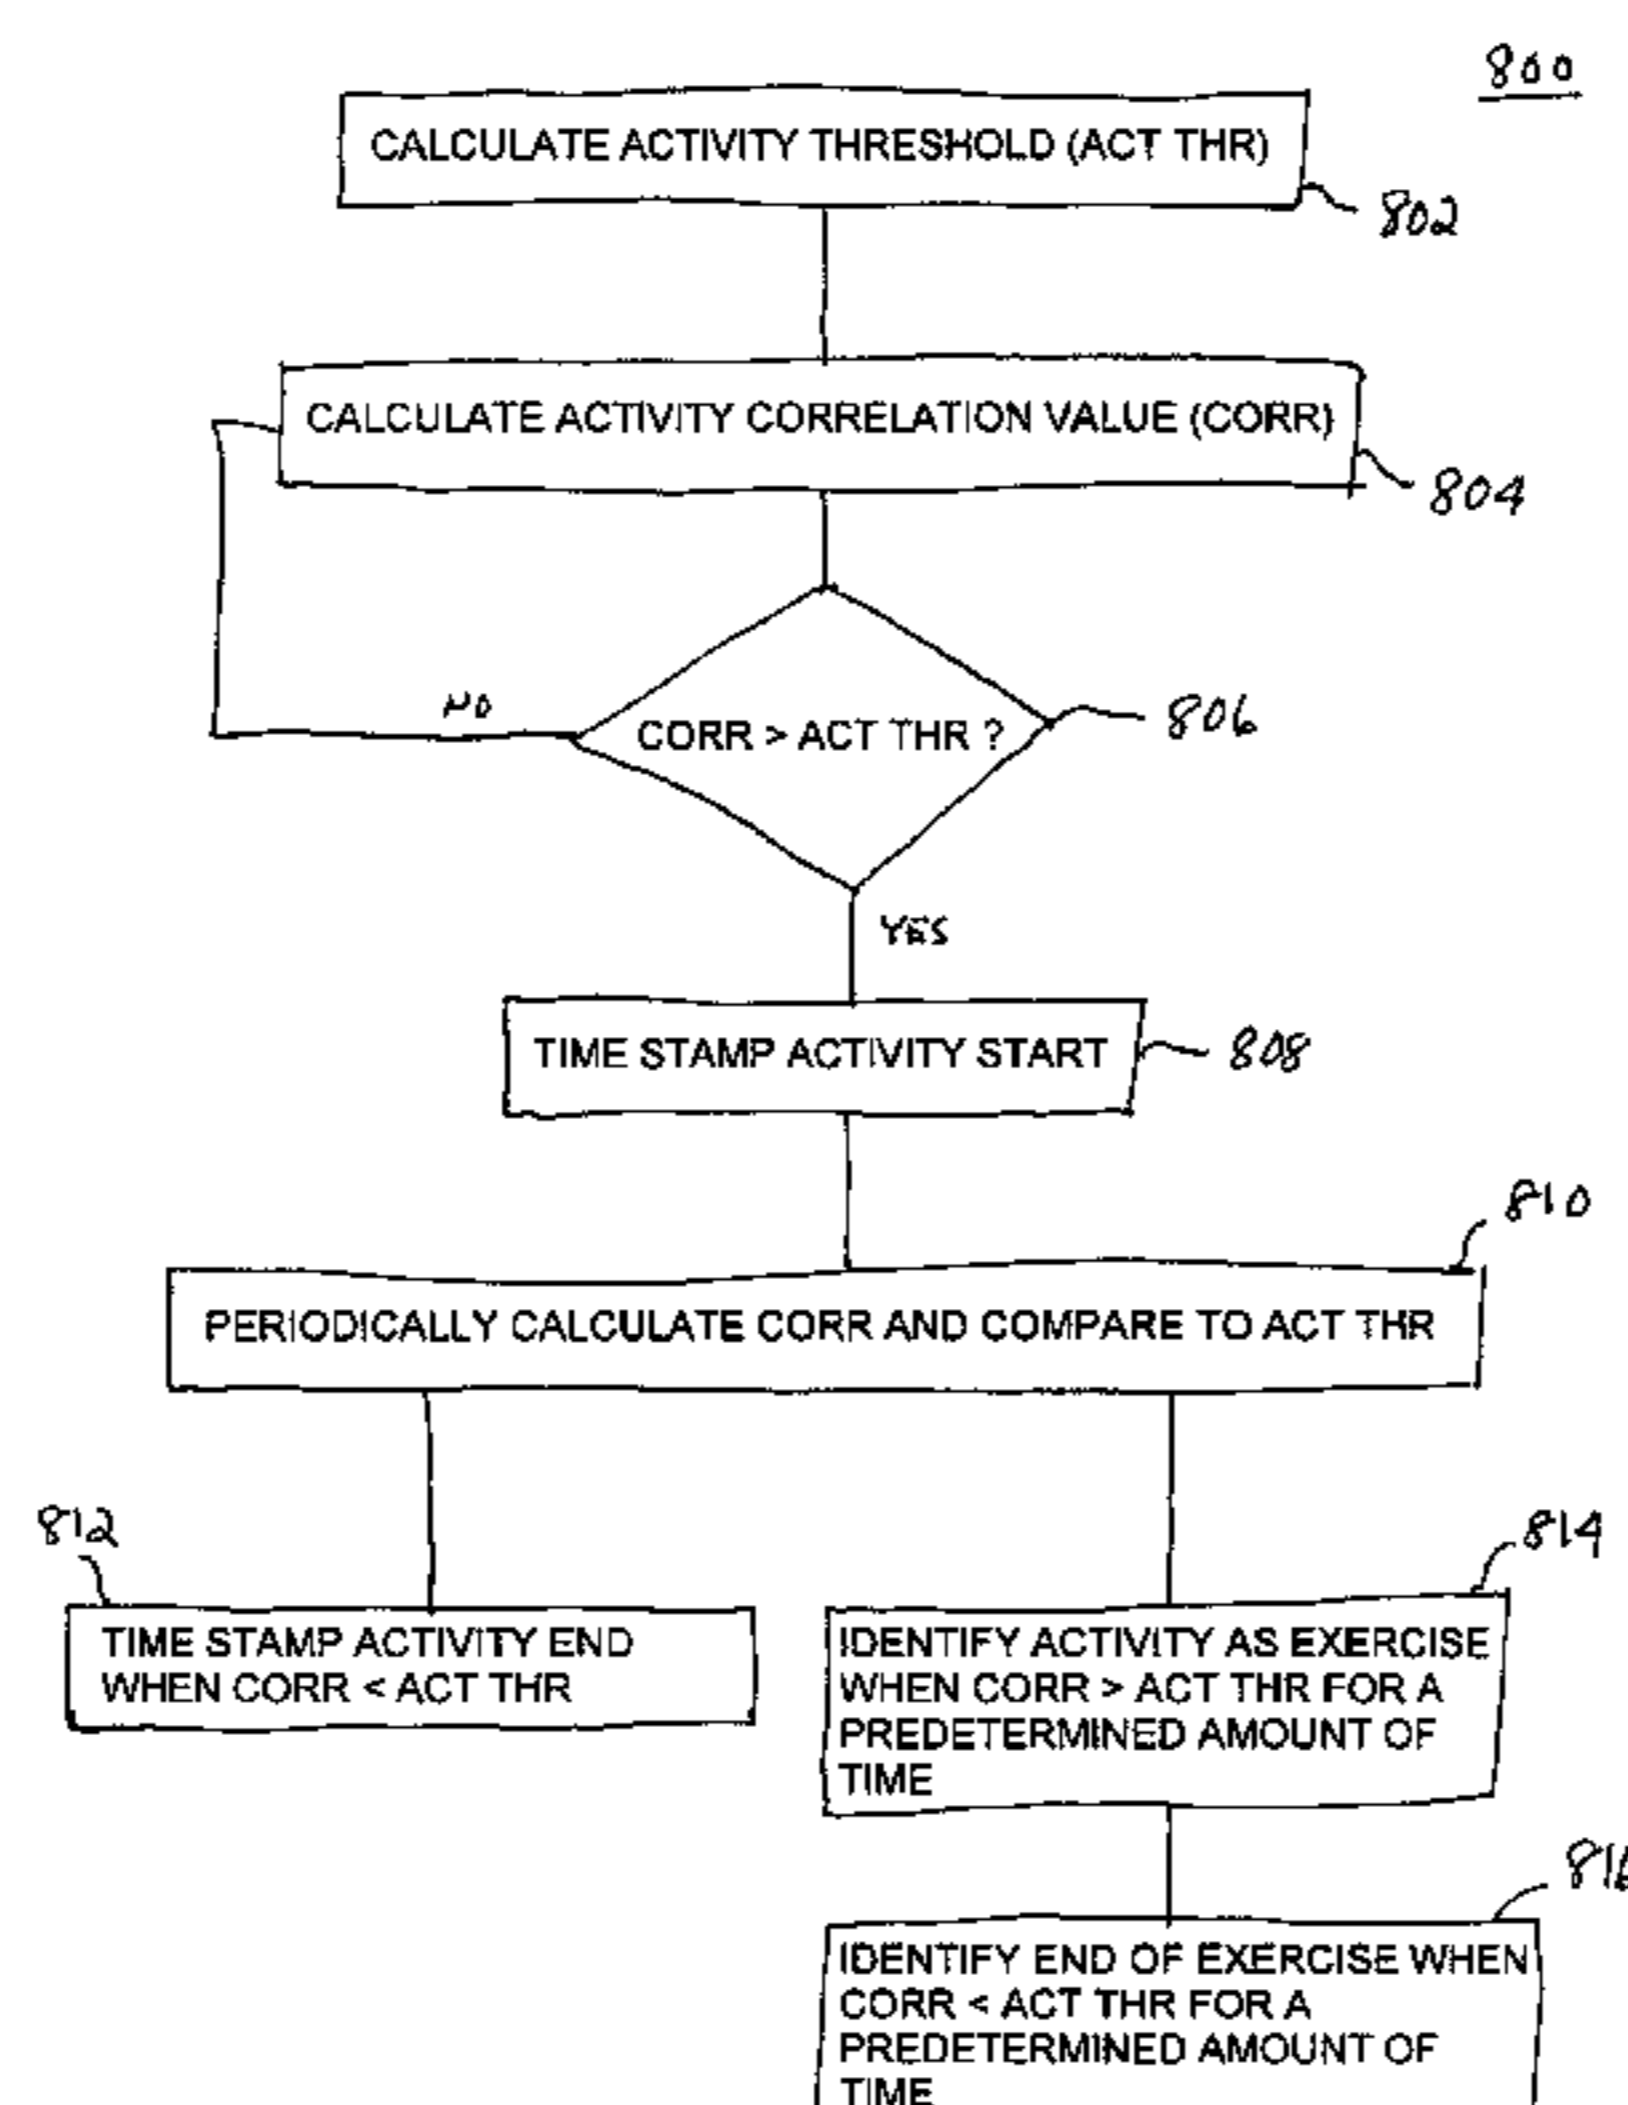 800
CALCULATE ACTIVITY THRESHOLD (ACT THR)
802
CALCULATE ACTIVITY CORRELATION VALUE (CORR)
804
NO
CORR > ACT THR ?
806
YES
TIME STAMP ACTIVITY START
808
810
PERIODICALLY CALCULATE CORR AND COMPARE TO ACT THR
812
TIME STAMP ACTIVITY END
WHEN CORR < ACT THR
814
IDENTIFY ACTIVITY AS EXERCISE
WHEN CORR > ACT THR FOR A
PREDETERMINED AMOUNT OF
TIME
816
IDENTIFY END OF EXERCISE WHEN
CORR < ACT THR FOR A
PREDETERMINED AMOUNT OF
TIME